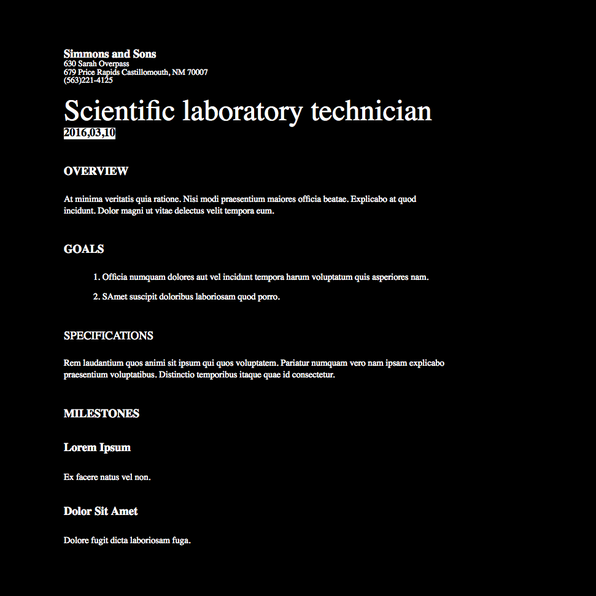 Simmons and Sons
630 Sarah Overpass
679 Price Rapids Castillomouth, NM 70007
(563)221-4125
Scientific laboratory technician
2016,03,10
OVERVIEW
At minima veritatis quia ratione. Nisi modi praesentium maiores officia beatae. Explicabo at quod
incidunt. Dolor magni ut vitae delectus velit tempora cum.
GOALS
1. Officia numquam dolores aut vel incidunt tempora harum voluptatum quis asperiores nam.
2. SAmet suscipit doloribus laboriosam quod porro.
SPECIFICATIONS
Rem laudantium quos animi sit ipsum qui quos voluptatem. Pariatur numquam vero nam ipsam explicabo
praesentium voluptatibus. Distinctio temporibus itaque quae id consectetur.
MILESTONES
Lorem Ipsum
Ex facere natus vel non.
Dolor Sit Amet
Dolore fugit dicta laboriosam fuga.